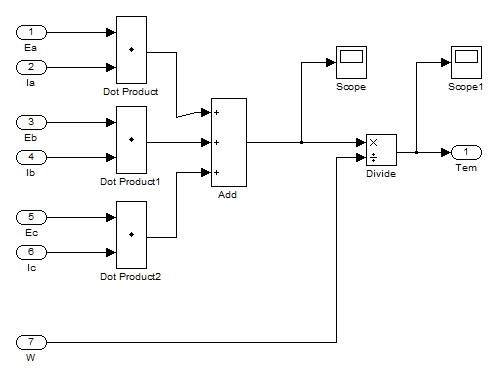 1
Ea
2
Ia
Dot Product
3
Eb
4
Ib
Dot Product1
5
Ec
6
Ic
Dot Product2
+
+
+
Add
Scope
×
÷
Divide
Scope1
1
Tem
7
W